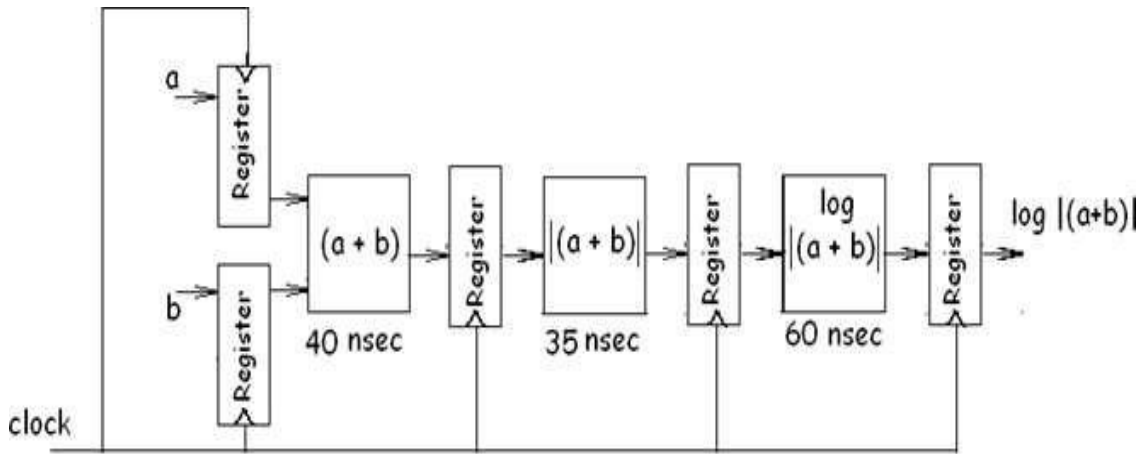 a
Register
b
Register
(a + b)
40 nsec
Register
|(a + b)|
35 nsec
Register
log
|(a + b)|
60 nsec
Register
log |(a+b)|
clock